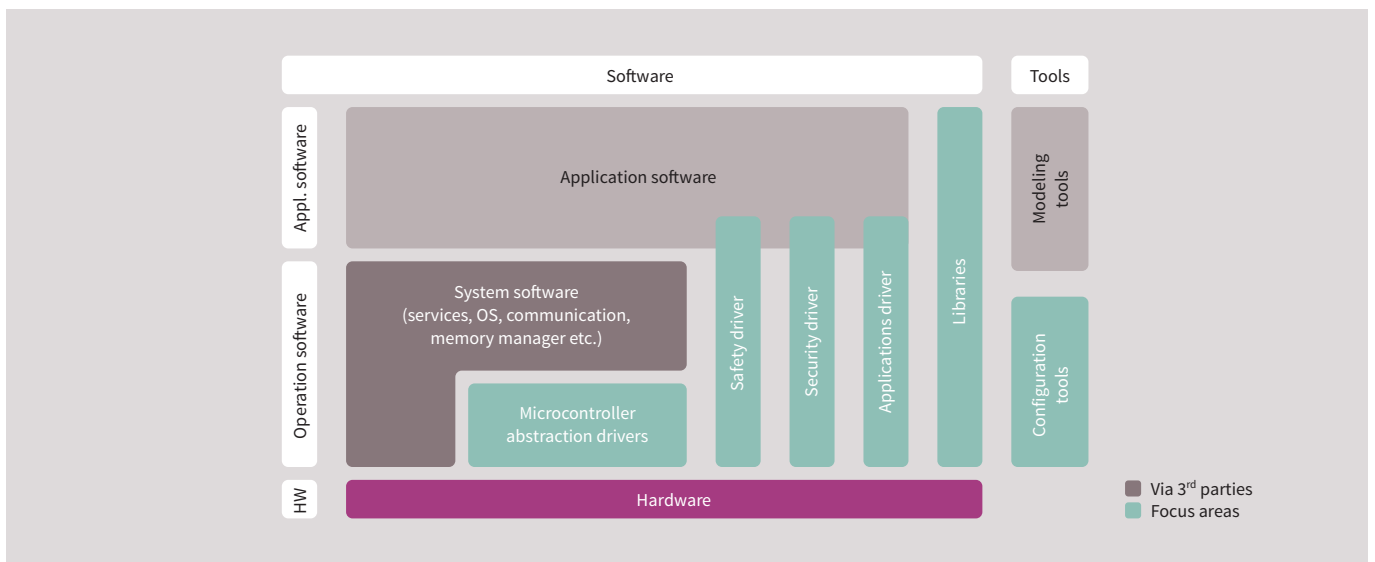 Software
Tools
Appl. software
Application software
Modeling
tools
Operation software
System software
(services, OS, communication,
memory manager etc.)
Microcontroller
abstraction drivers
Safety driver
Security driver
Applications driver
Libraries
Configuration
tools
HW
Hardware
Via 3rd parties
Focus areas